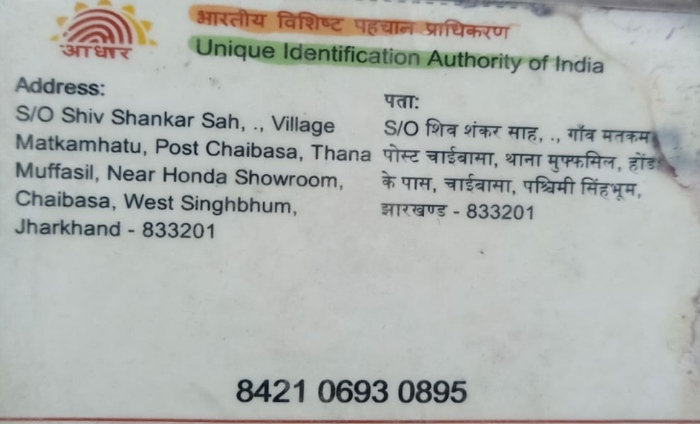 आधार
भारतीय विशिष्ट पहचान प्राधिकरण
Unique Identification Authority of India
Address:
S/O Shiv Shankar Sah, ., Village
Matkamhatu, Post Chaibasa, Thana
Muffasil, Near Honda Showroom,
Chaibasa, West Singhbhum,
Jharkhand - 833201
पता:
S/O शिव शंकर साह, ., गाँव मतकम
पोस्ट चाईबासा, थाना मुफ्फसिल, होंड
के पास, चाईबासा, पश्चिमी सिंहभूम,
झारखण्ड - 833201
8421 0693 0895